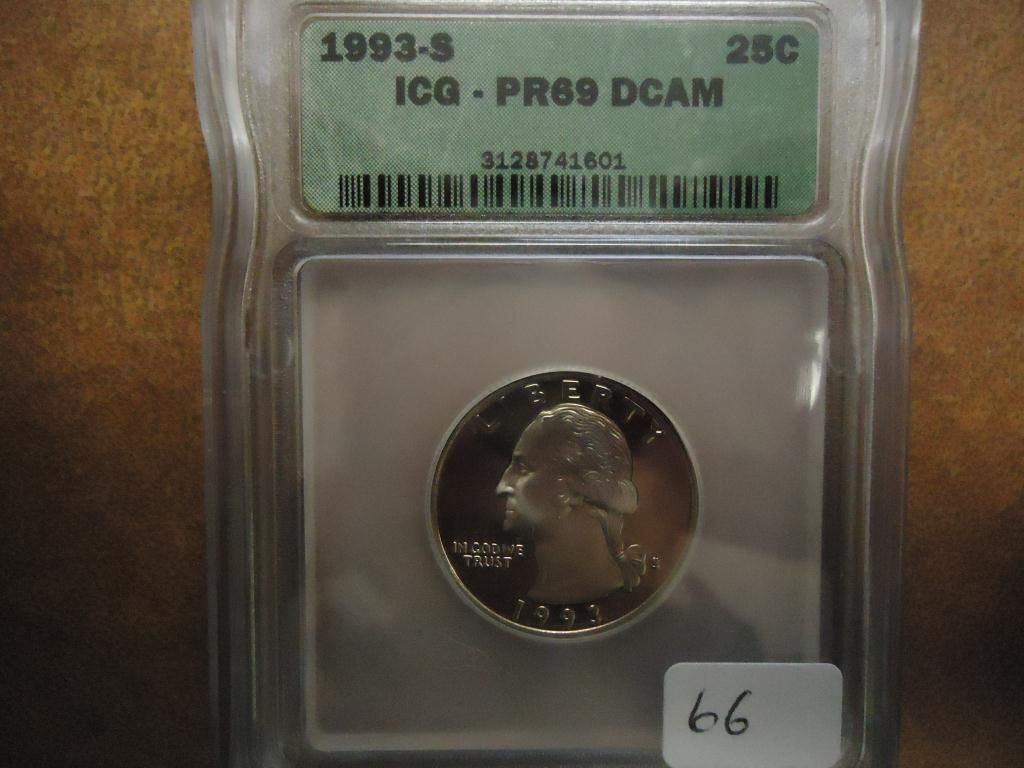 1993-S 25C
ICG - PR69 DCAM
3128741601
LIBERTY
IN GOD WE
TRUST
S
1993
66